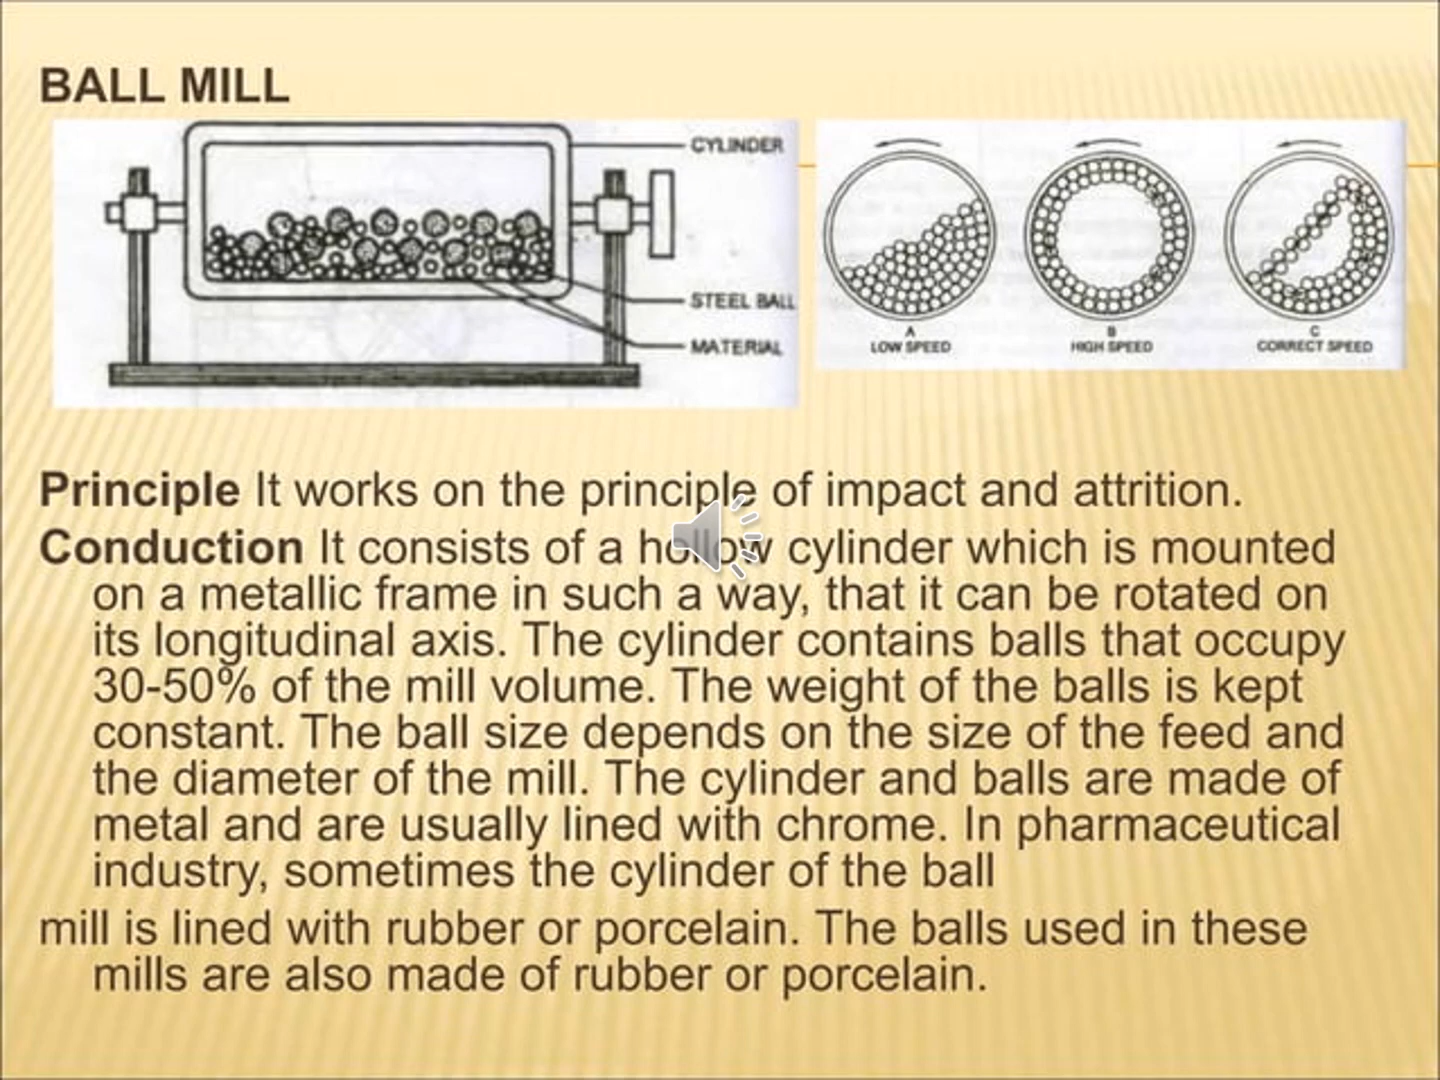 BALL MILL
CYLINDER
STEEL BALL
MATERIAL
A
LOW SPEED
B
HIGH SPEED
C
CORRECT SPEED
Principle It works on the principle of impact and attrition.
Conduction It consists of a hollow cylinder which is mounted
on a metallic frame in such a way, that it can be rotated on
its longitudinal axis. The cylinder contains balls that occupy
30-50% of the mill volume. The weight of the balls is kept
constant. The ball size depends on the size of the feed and
the diameter of the mill. The cylinder and balls are made of
metal and are usually lined with chrome. In pharmaceutical
industry, sometimes the cylinder of the ball
mill is lined with rubber or porcelain. The balls used in these
mills are also made of rubber or porcelain.